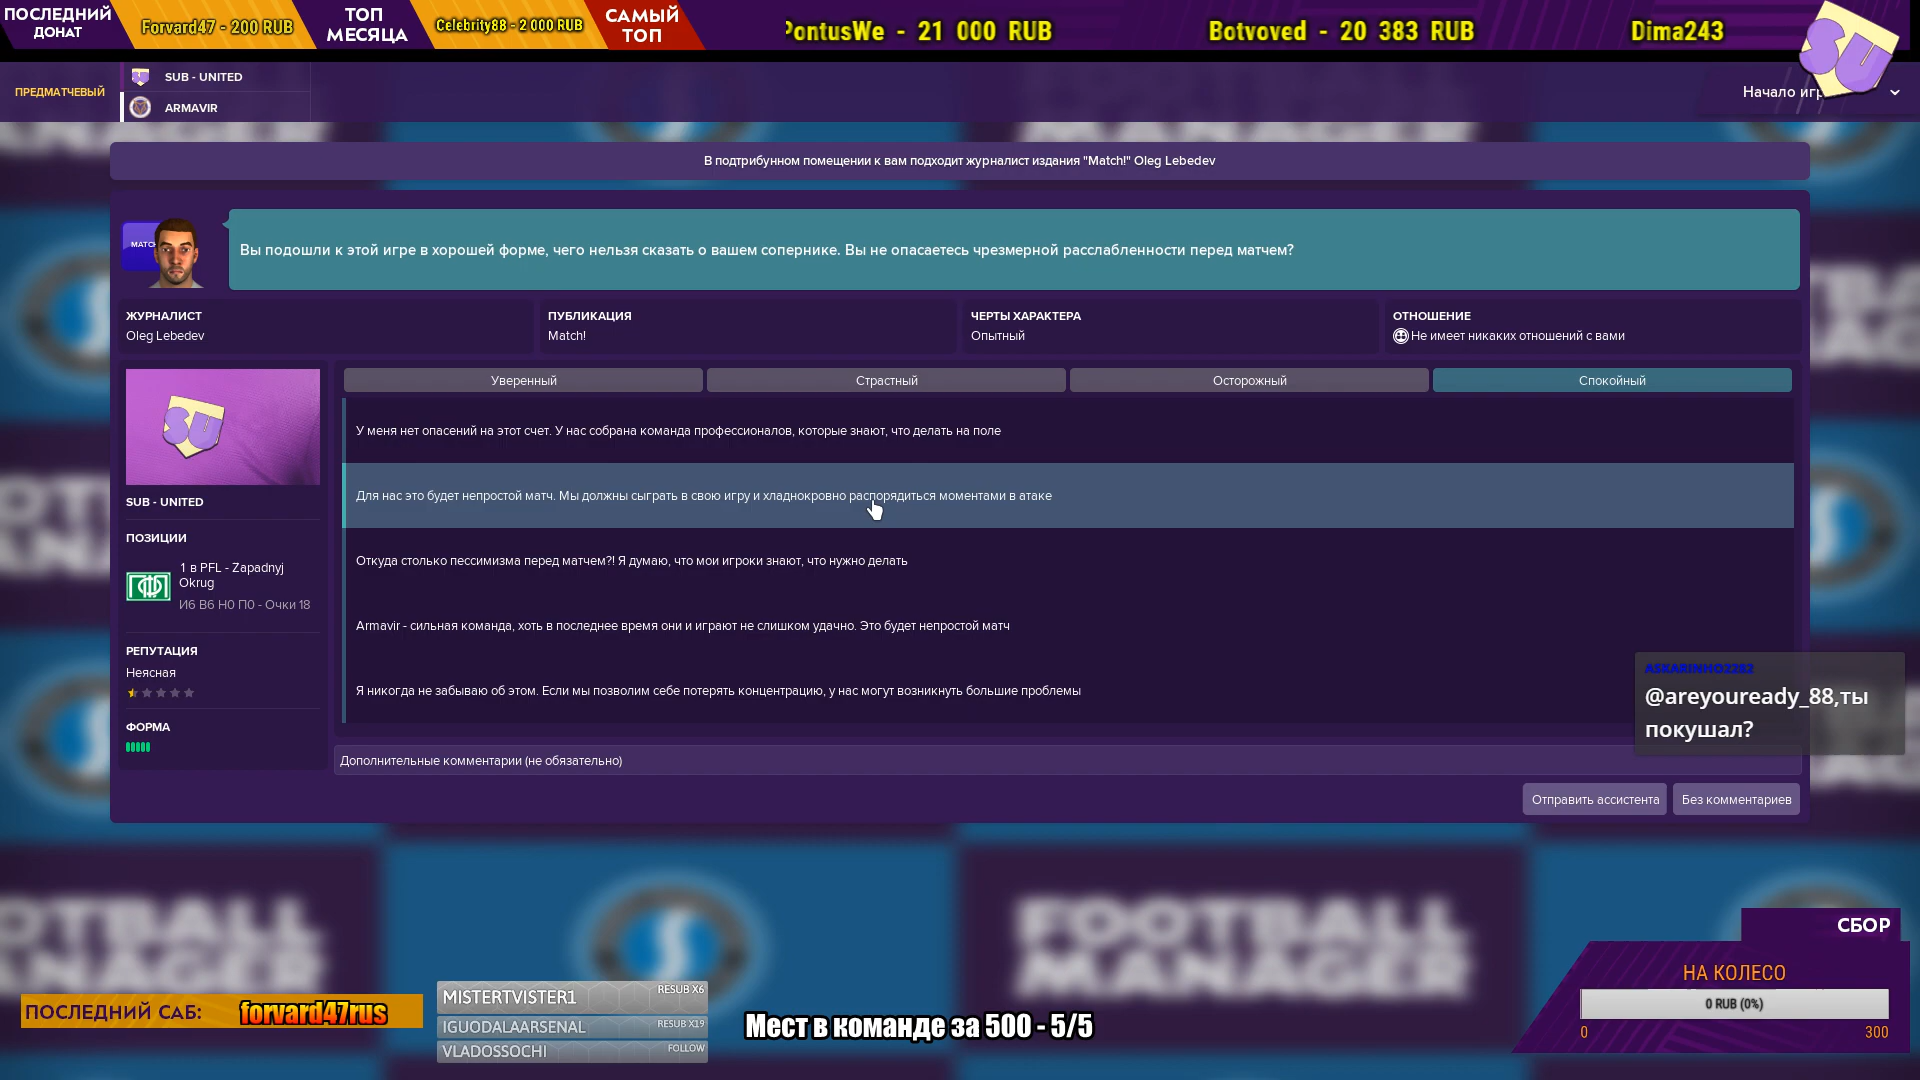 ПОСЛЕДНИЙ
ДОНАТ
Forvard47 - 200 RUB
ТОП
МЕСЯЦА
Celebrity88 - 2 000 RUB
САМЫЙ
ТОП
PontusWe - 21 000 RUB
Botvoved - 20 383 RUB
Dima243
SU
ПРЕДМАТЧЕВЫЙ
SUB - UNITED
ARMAVIR
Начало игр
В подтрибунном помещении к вам подходит журналист издания "Match!" Oleg Lebedev
MATCH
Вы подошли к этой игре в хорошей форме, чего нельзя сказать о вашем сопернике. Вы не опасаетесь чрезмерной расслабленности перед матчем?
ЖУРНАЛИСТ
Oleg Lebedev
ПУБЛИКАЦИЯ
Match!
ЧЕРТЫ ХАРАКТЕРА
Опытный
ОТНОШЕНИЕ
Не имеет никаких отношений с вами
SU
SUB - UNITED
ПОЗИЦИИ
1 в PFL - Zapadnyj
Okrug
И6 В6 Н0 П0 - Очки 18
РЕПУТАЦИЯ
Неясная
ФОРМА
Уверенный
Страстный
Осторожный
Спокойный
У меня нет опасений на этот счет. У нас собрана команда профессионалов, которые знают, что делать на поле
Для нас это будет непростой матч. Мы должны сыграть в свою игру и хладнокровно распорядиться моментами в атаке
Откуда столько пессимизма перед матчем?! Я думаю, что мои игроки знают, что нужно делать
Armavir - сильная команда, хоть в последнее время они и играют не слишком удачно. Это будет непростой матч
Я никогда не забываю об этом. Если мы позволим себе потерять концентрацию, у нас могут возникнуть большие проблемы
ASKARINHO2282
@areyouready_88,ты
покушал?
Дополнительные комментарии (не обязательно)
Отправить ассистента
Без комментариев
FOOTBALL
MANAGER
СБОР
НА КОЛЕСО
0 RUB (0%)
0
300
ПОСЛЕДНИЙ САБ:
forvard47rus
MISTERTVISTER1
RESUB X6
IGUODALAARSENAL
RESUB X19
VLADOSSOCHI
FOLLOW
Мест в команде за 500 - 5/5